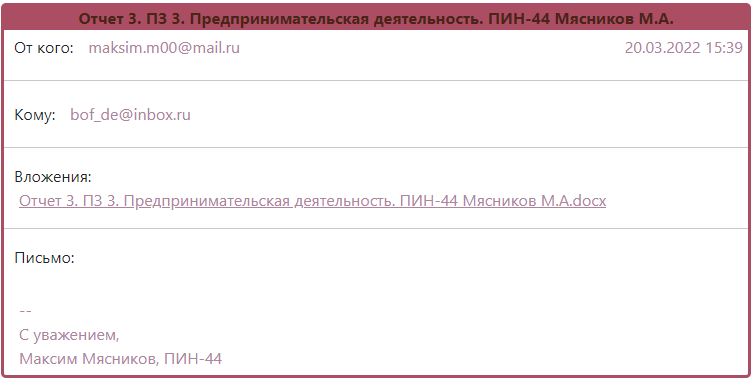 Отчет 3. ПЗ 3. Предпринимательская деятельность. ПИН-44 Мясников М.А.
От кого: maksim.m00@mail.ru 20.03.2022 15:39
Кому: bof_de@inbox.ru
Вложения:
Отчет 3. ПЗ 3. Предпринимательская деятельность. ПИН-44 Мясников М.А.docx
Письмо:
--
С уважением,
Максим Мясников, ПИН-44